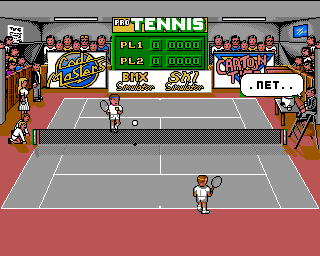 PRO TENNIS
PL1 0 0000
PL2 0 0000
Code Masters
BMX Simulator
SKI Simulator
CARTOON
.NET..